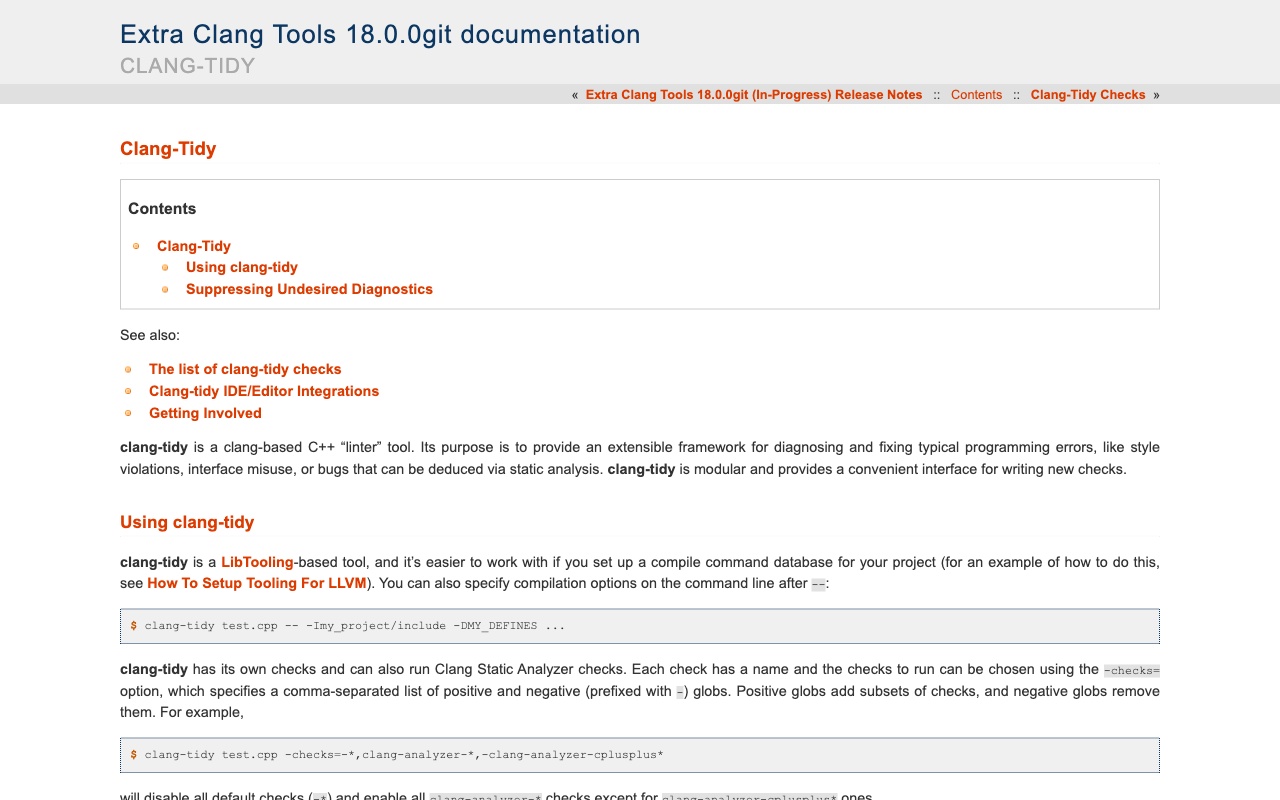 Extra Clang Tools 18.0.0git documentation
CLANG-TIDY
«  Extra Clang Tools 18.0.0git (In-Progress) Release Notes  ::  Contents  ::  Clang-Tidy Checks  »
Clang-Tidy
Contents
Clang-Tidy
Using clang-tidy
Suppressing Undesired Diagnostics
See also:
The list of clang-tidy checks
Clang-tidy IDE/Editor Integrations
Getting Involved
clang-tidy is a clang-based C++ “linter” tool. Its purpose is to provide an extensible framework for diagnosing and fixing typical programming errors, like style
violations, interface misuse, or bugs that can be deduced via static analysis. clang-tidy is modular and provides a convenient interface for writing new checks.
Using clang-tidy
clang-tidy is a LibTooling-based tool, and it’s easier to work with if you set up a compile command database for your project (for an example of how to do this,
see How To Setup Tooling For LLVM). You can also specify compilation options on the command line after --:
$ clang-tidy test.cpp -- -Imy_project/include -DMY_DEFINES ...
clang-tidy has its own checks and can also run Clang Static Analyzer checks. Each check has a name and the checks to run can be chosen using the -checks=
option, which specifies a comma-separated list of positive and negative (prefixed with -) globs. Positive globs add subsets of checks, and negative globs remove
them. For example,
$ clang-tidy test.cpp -checks=-*,clang-analyzer-*,-clang-analyzer-cplusplus*
will disable all default checks (-*) and enable all clang-analyzer-* checks except for clang-analyzer-cplusplus* ones.